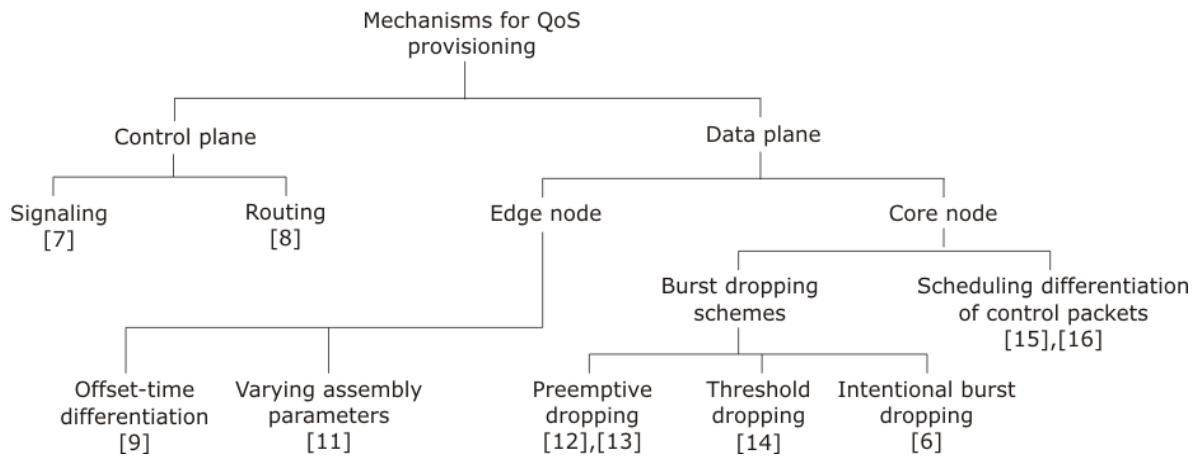 Mechanisms for QoS
provisioning
Control plane
Data plane
Signaling
[7]
Routing
[8]
Edge node
Core node
Burst dropping
schemes
Scheduling differentiation
of control packets
[15],[16]
Offset-time
differentiation
[9]
Varying assembly
parameters
[11]
Preemptive
dropping
[12],[13]
Threshold
dropping
[14]
Intentional burst
dropping
[6]